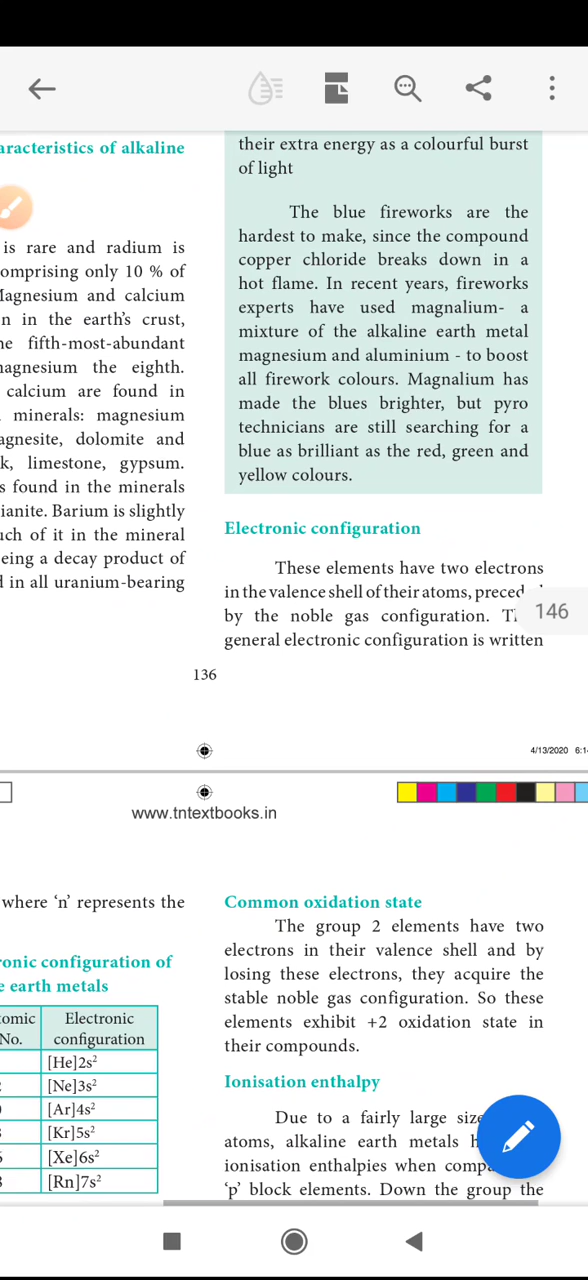 aracteristics of alkaline
is rare and radium is
omprising only 10 % of
Magnesium and calcium
n in the earth's crust,
he fifth-most-abundant
magnesium the eighth.
calcium are found in
minerals: magnesium
agnesite, dolomite and
k, limestone, gypsum.
s found in the minerals
ianite. Barium is slightly
uch of it in the mineral
eing a decay product of
d in all uranium-bearing
their extra energy as a colourful burst
of light
The blue fireworks are the
hardest to make, since the compound
copper chloride breaks down in a
hot flame. In recent years, fireworks
experts have used magnalium- a
mixture of the alkaline earth metal
magnesium and aluminium - to boost
all firework colours. Magnalium has
made the blues brighter, but pyro
technicians are still searching for a
blue as brilliant as the red, green and
yellow colours.
Electronic configuration
These elements have two electrons
in the valence shell of their atoms, preced
by the noble gas configuration. T
general electronic configuration is written
146
136
4/13/2020 6:1
www.tntextbooks.in
where ‘n’ represents the
ronic configuration of
e earth metals
tomic No. Electronic configuration
[He]2s²
[Ne]3s²
[Ar]4s²
[Kr]5s²
[Xe]6s²
[Rn]7s²
Common oxidation state
The group 2 elements have two
electrons in their valence shell and by
losing these electrons, they acquire the
stable noble gas configuration. So these
elements exhibit +2 oxidation state in
their compounds.
Ionisation enthalpy
Due to a fairly large size
atoms, alkaline earth metals h
ionisation enthalpies when comp
‘p’ block elements. Down the group the